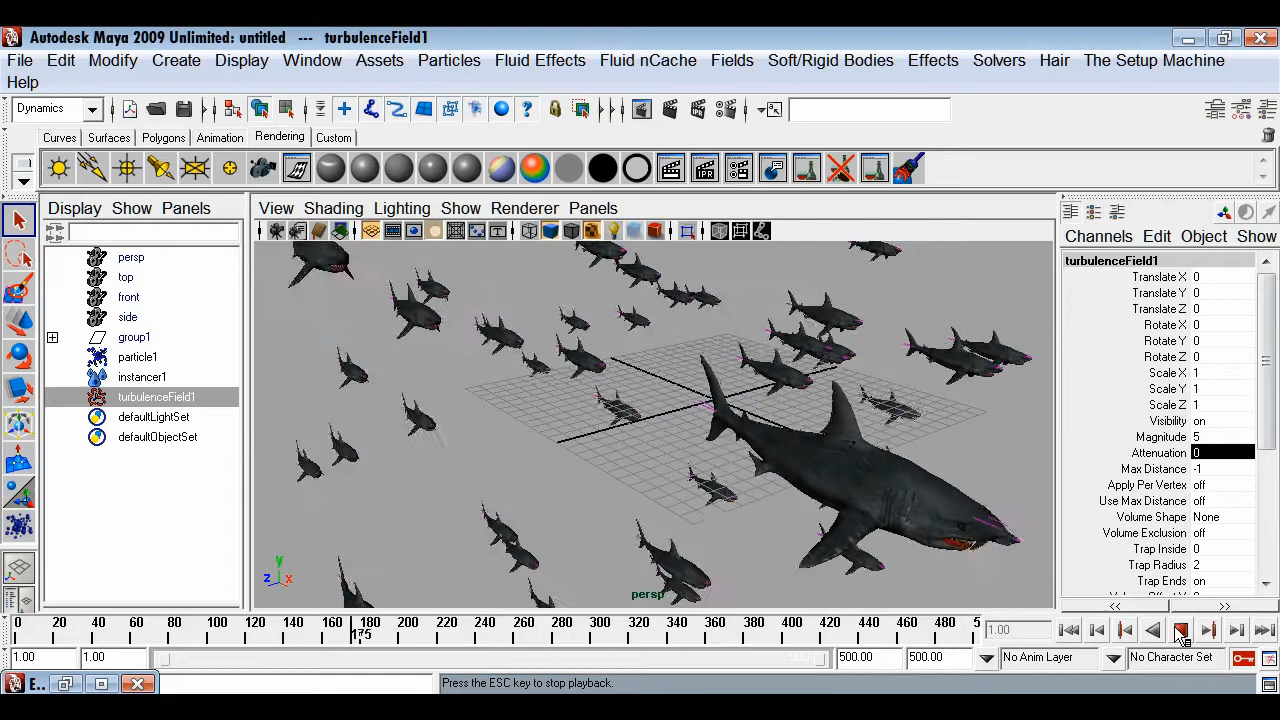 Autodesk Maya 2009 Unlimited: untitled --- turbulenceField1
File Edit Modify Create Display Window Assets Particles Fluid Effects Fluid nCache Fields Soft/Rigid Bodies Effects Solvers Hair The Setup Machine
Help
Dynamics
Curves Surfaces Polygons Animation Rendering Custom
IPR
Display Show Panels
View Shading Lighting Show Renderer Panels
Channels Edit Object Show
persp
top
front
side
group1
particle1
instancer1
turbulenceField1
defaultLightSet
defaultObjectSet
y
z x
persp
turbulenceField1
Translate X 0
Translate Y 0
Translate Z 0
Rotate X 0
Rotate Y 0
Rotate Z 0
Scale X 1
Scale Y 1
Scale Z 1
Visibility on
Magnitude 5
Attenuation 0
Max Distance -1
Apply Per Vertex off
Use Max Distance off
Volume Shape None
Volume Exclusion off
Trap Inside 0
Trap Radius 2
Trap Ends on
0 20 40 60 80 100 120 140 160 180 200 220 240 260 280 300 320 340 360 380 400 420 440 460 480 5
175
1.00
1.00 1.00 500.00 500.00 No Anim Layer No Character Set
E... Press the ESC key to stop playback.